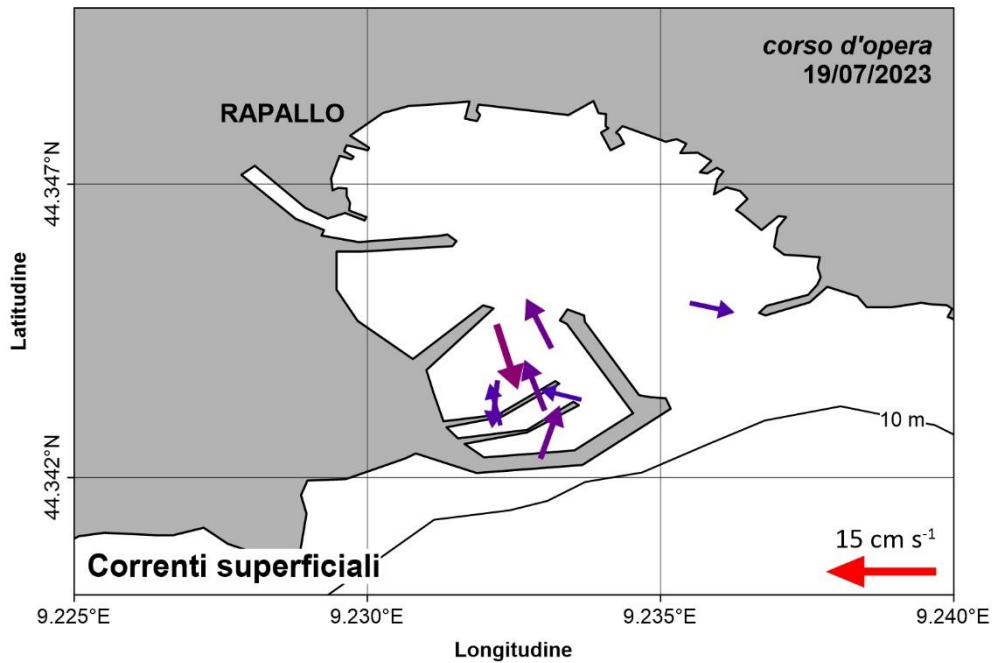 corso d'opera
19/07/2023
RAPALLO
44.347°N
Latitudine
44.342°N
10 m
15 cm s⁻¹
Correnti superficiali
9.225°E
9.230°E
9.235°E
9.240°E
Longitudine